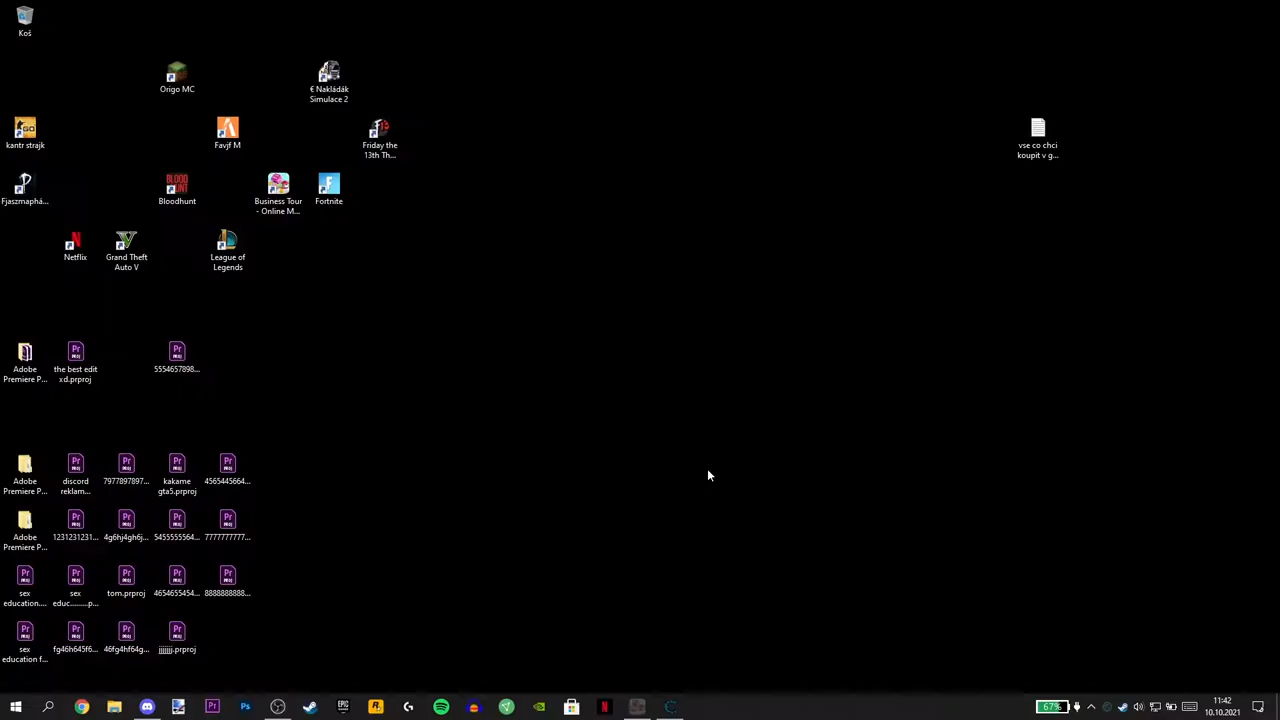 Koš
Origo MC
€ Nakláďák
Simulace 2
kantr strajk
Favjf M
Friday the
13th Th...
vse co chci
koupit v g...
Fjaszmaphá...
Bloodhunt
Business Tour
- Online M...
Fortnite
Netflix
Grand Theft
Auto V
League of
Legends
Adobe
Premiere P...
the best edit
xd.prproj
5554657898...
Adobe
Premiere P...
discord
reklam...
7977897897...
kakame
gta5.prproj
4565445664...
Adobe
Premiere P...
1231231231...
4g6hj4gh6j...
5455555564...
7777777777...
sex
education....
sex
educ.........p...
tom.prproj
4654655454...
8888888888...
sex
education f...
fg46h645f6...
46fg4hf64g...
jjjjjjjj.prproj
67%
11:42
10.10.2021